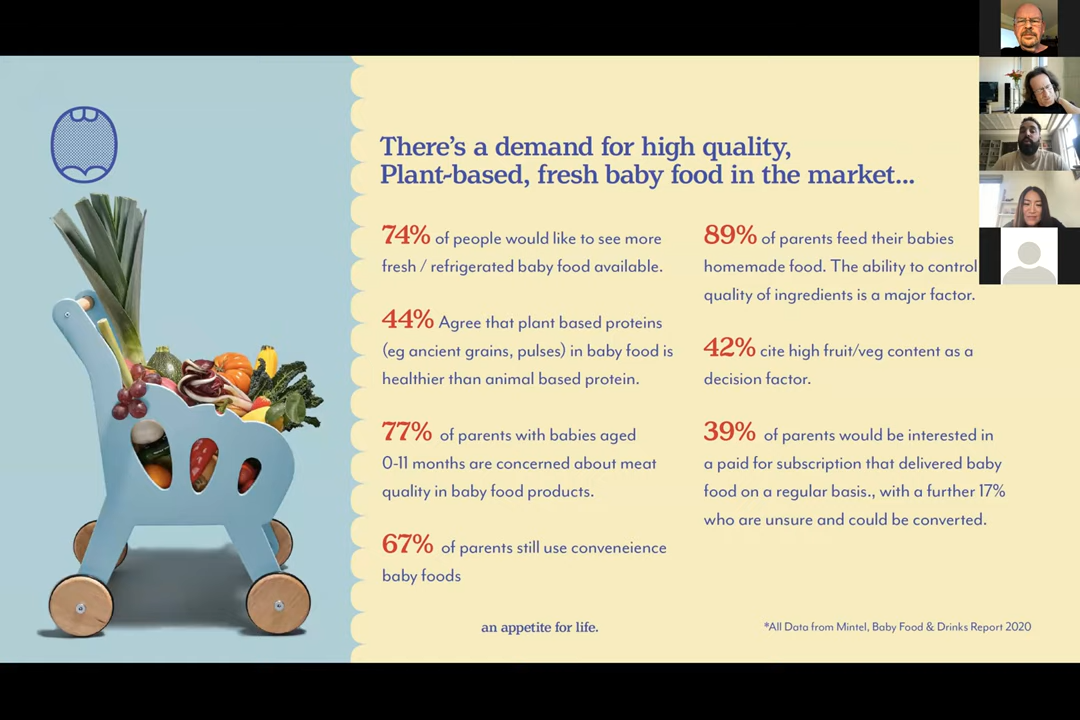 There's a demand for high quality,
Plant-based, fresh baby food in the market...
74% of people would like to see more
fresh / refrigerated baby food available.
44% Agree that plant based proteins
(eg ancient grains, pulses) in baby food is
healthier than animal based protein.
77% of parents with babies aged
0-11 months are concerned about meat
quality in baby food products.
67% of parents still use conveneience
baby foods
89% of parents feed their babies
homemade food. The ability to control
quality of ingredients is a major factor.
42% cite high fruit/veg content as a
decision factor.
39% of parents would be interested in
a paid for subscription that delivered baby
food on a regular basis., with a further 17%
who are unsure and could be converted.
an appetite for life.
*All Data from Mintel, Baby Food & Drinks Report 2020